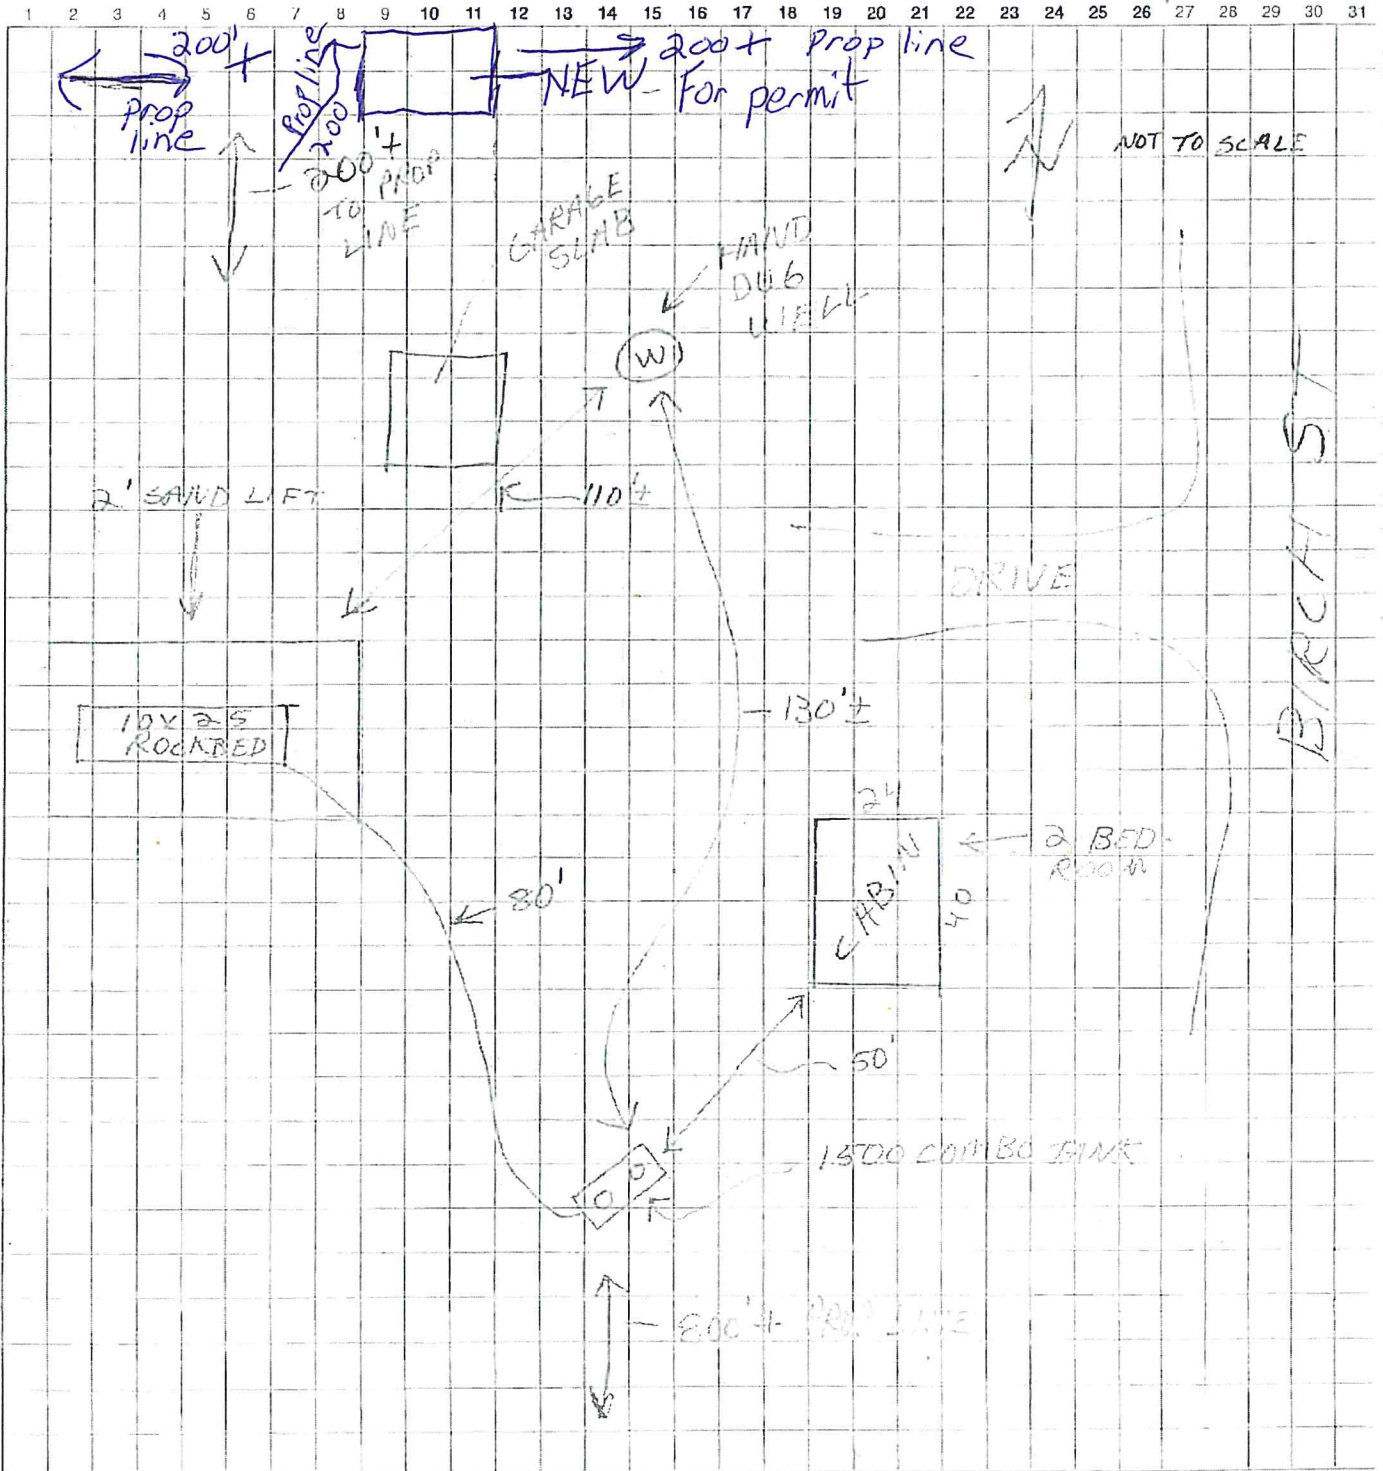 1 2 3 4 5 6 7 8 9 10 11 12 13 14 15 16 17 18 19 20 21 22 23 24 25 26 27 28 29 30 31
200'+
prop
line
Prop line
200
NEW
200+ Prop line
For permit
NOT TO SCALE
200'+
TO PROP
LINE
GARAGE
SLAB
HAND
DUG
WELL
W
2' SAND LIFT
110'±
BIRCH ST
DRIVE
10x25
ROCKBED
130'±
24
CABIN
40
2 BED-
ROOM
80'
50'
1500 COMBO TANK
PROP LINE